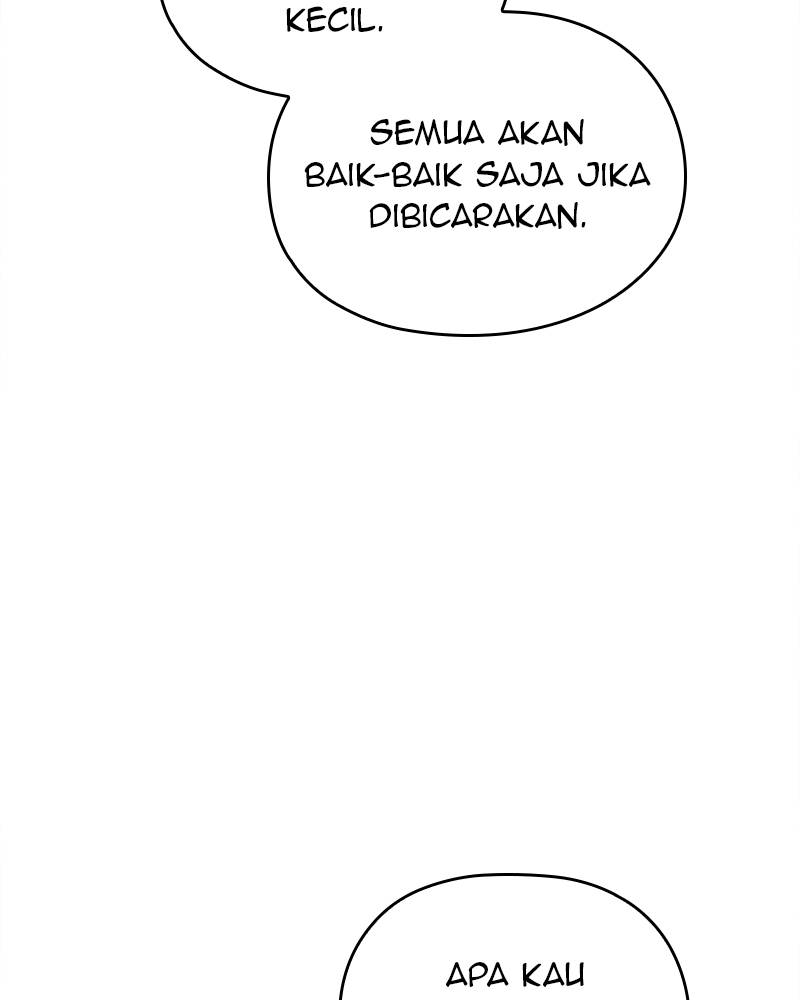 KECIL.
SEMUA AKAN
BAIK-BAIK SAJA JIKA
DIBICARAKAN.
APA KAU